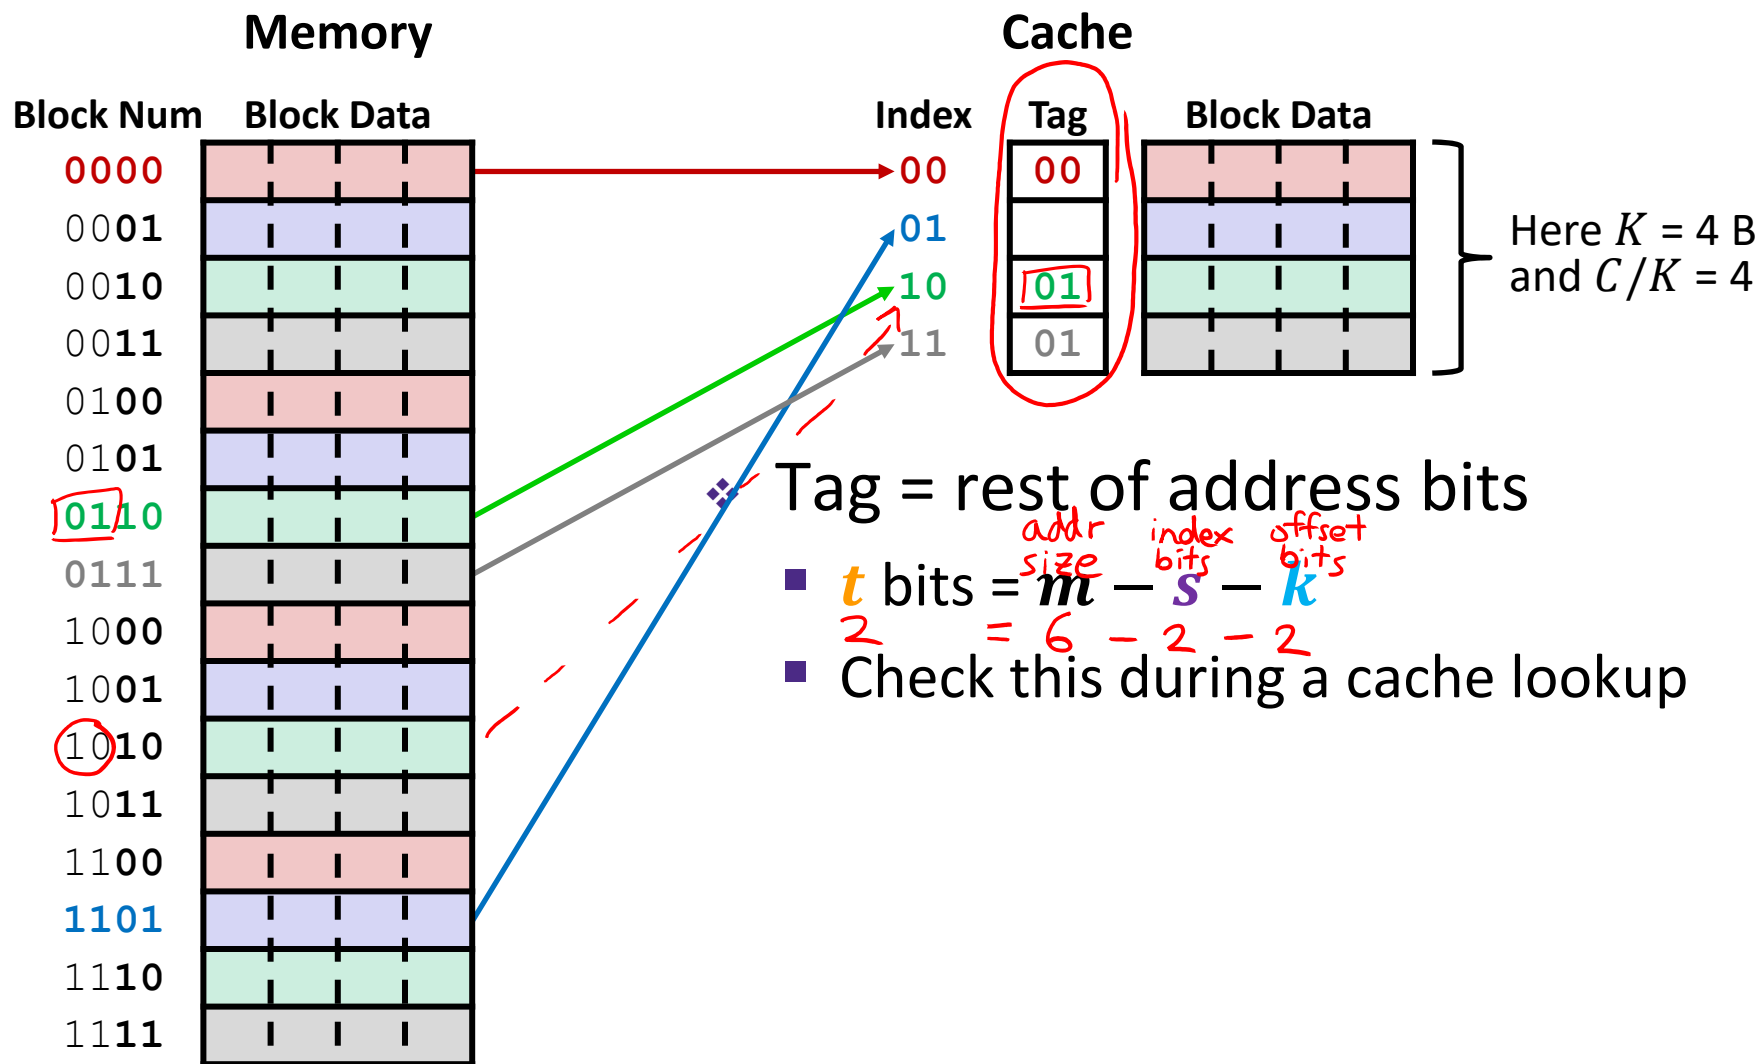 Memory
Cache
Block Num Block Data
Index Tag Block Data
0000
0001
0010
0011
0100
0101
0110
0111
1000
1001
1010
1011
1100
1101
1110
1111
00 00
01
10 01
11 01
Here K = 4 B
and C/K = 4
Tag = rest of address bits
addr size index bits offset bits
t bits = m − s − k
2 = 6 - 2 - 2
Check this during a cache lookup